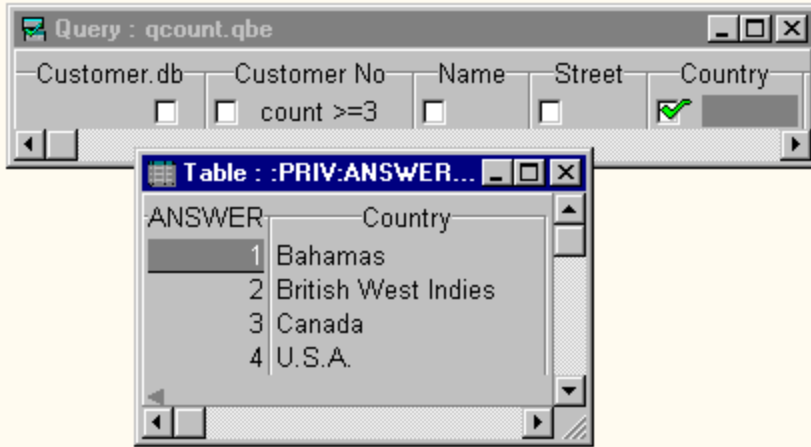 Query : qcount.qbe
Customer.db Customer No Name Street Country
count >=3
Table : :PRIV:ANSWER...
ANSWER Country
1 Bahamas
2 British West Indies
3 Canada
4 U.S.A.